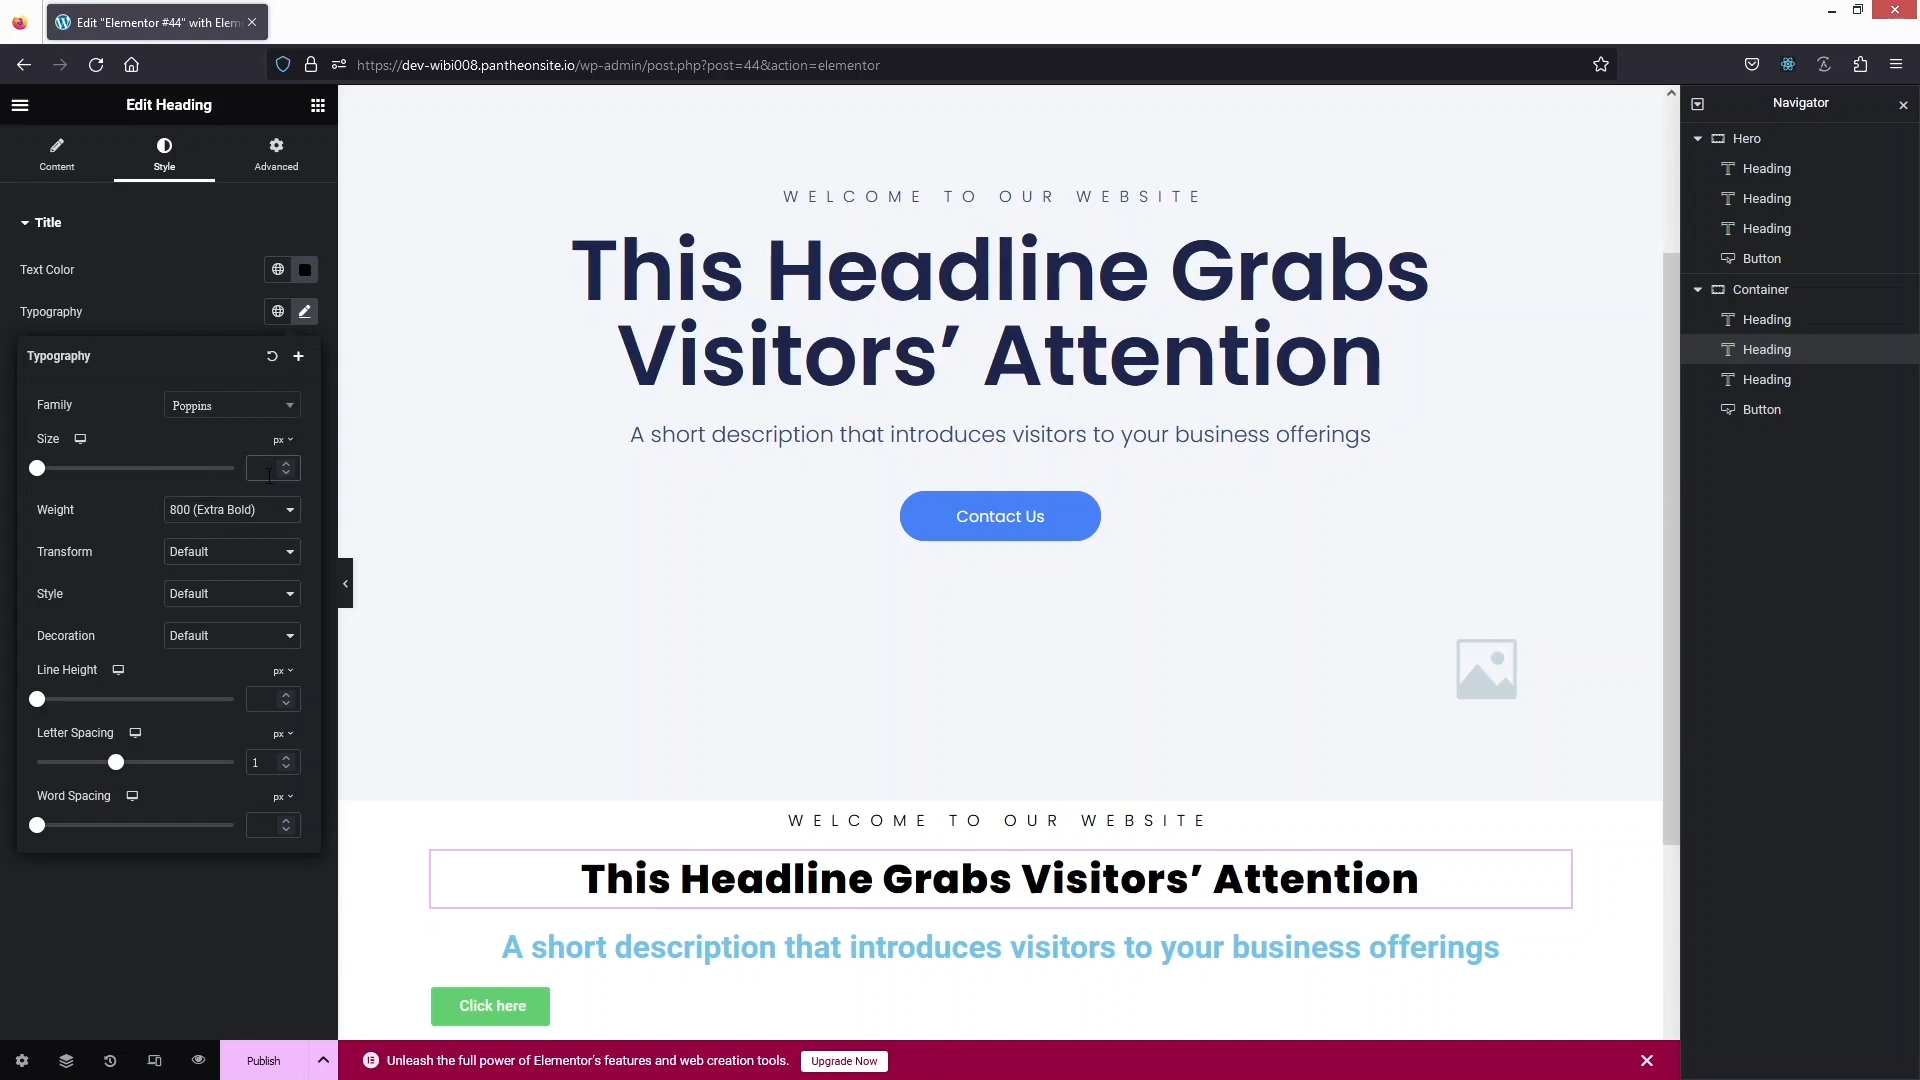 Edit "Elementor #44" with Elem
https://dev-wibi008.pantheonsite.io/wp-admin/post.php?post=44&action=elementor
Edit Heading
Content
Style
Advanced
Title
Text Color
Typography
Typography
Family
Poppins
Size
px
Weight
800 (Extra Bold)
Transform
Default
Style
Default
Decoration
Default
Line Height
px
Letter Spacing
px
1
Word Spacing
px
Publish
WELCOME TO OUR WEBSITE
This Headline Grabs
Visitors’ Attention
A short description that introduces visitors to your business offerings
Contact Us
WELCOME TO OUR WEBSITE
This Headline Grabs Visitors’ Attention
A short description that introduces visitors to your business offerings
Click here
Unleash the full power of Elementor's features and web creation tools.
Upgrade Now
Navigator
Hero
Heading
Heading
Heading
Button
Container
Heading
Heading
Heading
Button